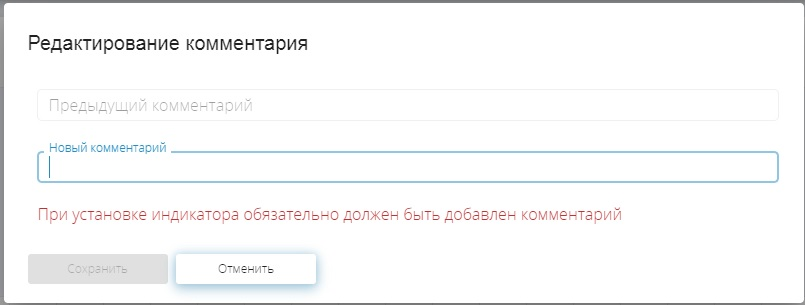 Редактирование комментария
Предыдущий комментарий
Новый комментарий
При установке индикатора обязательно должен быть добавлен комментарий
Сохранить
Отменить